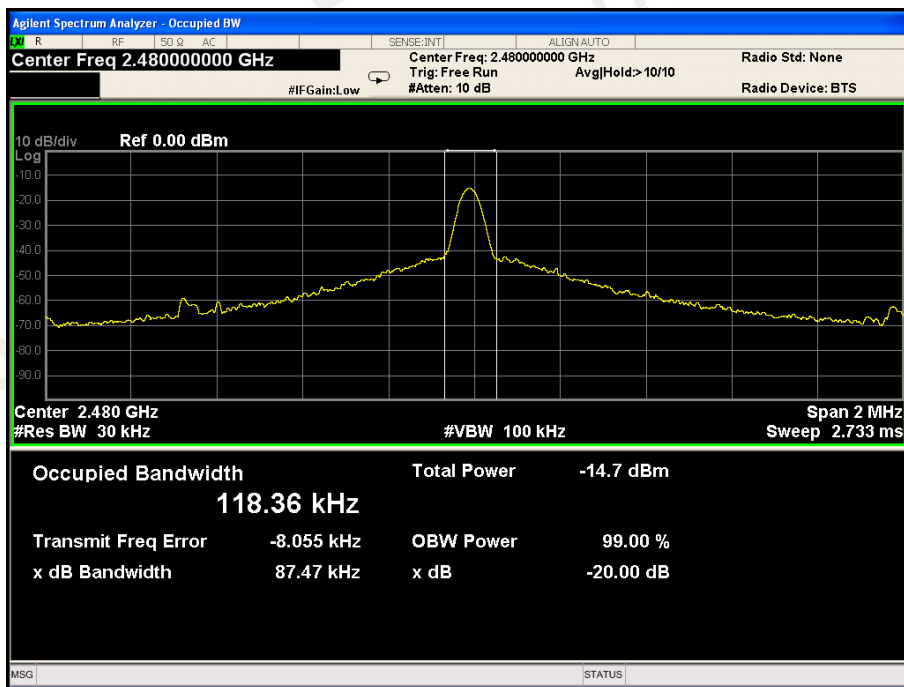 Agilent Spectrum Analyzer - Occupied BW
LXI R RF 50 Ω AC SENSE:INT ALIGN AUTO
Center Freq 2.480000000 GHz
Center Freq: 2.480000000 GHz
Radio Std: None
Trig: Free Run Avg|Hold:>10/10
#IFGain:Low #Atten: 10 dB Radio Device: BTS
10 dB/div Ref 0.00 dBm
Log
-10.0
-20.0
-30.0
-40.0
-50.0
-60.0
-70.0
-80.0
-90.0
Center 2.480 GHz Span 2 MHz
#Res BW 30 kHz #VBW 100 kHz Sweep 2.733 ms
Occupied Bandwidth Total Power -14.7 dBm
118.36 kHz
Transmit Freq Error -8.055 kHz OBW Power 99.00 %
x dB Bandwidth 87.47 kHz x dB -20.00 dB
MSG STATUS